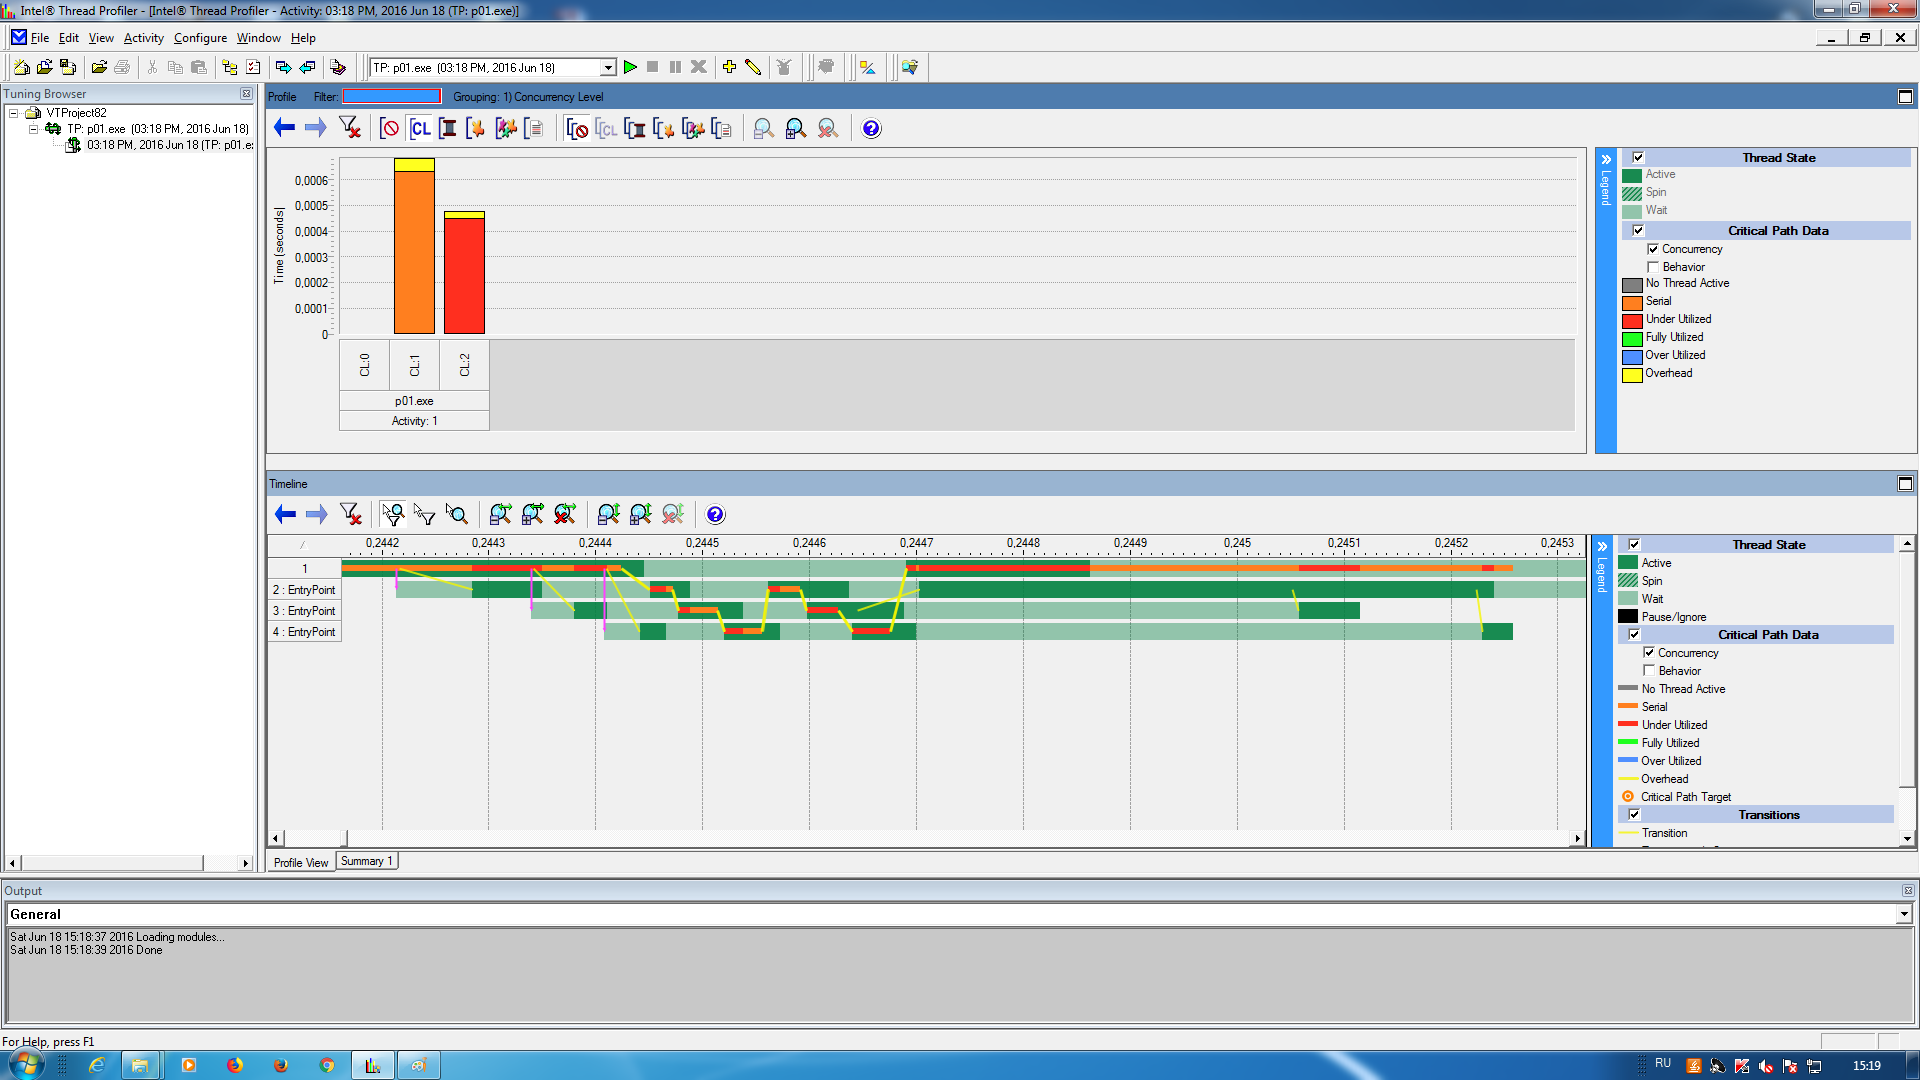 Intel® Thread Profiler - [Intel® Thread Profiler - Activity: 03:18 PM, 2016 Jun 18 (TP: p01.exe)]
File Edit View Activity Configure Window Help
TP: p01.exe (03:18 PM, 2016 Jun 18)
Tuning Browser
VTProject82
TP: p01.exe (03:18 PM, 2016 Jun 18)
03:18 PM, 2016 Jun 18 (TP: p01.e
Profile Filter: Grouping: 1) Concurrency Level
CL CL
Time (seconds)
0,0006
0,0005
0,0004
0,0003
0,0002
0,0001
0
CL:0 CL:1 CL:2
p01.exe
Activity: 1
Legend
Thread State
Active
Spin
Wait
Critical Path Data
Concurrency
Behavior
No Thread Active
Serial
Under Utilized
Fully Utilized
Over Utilized
Overhead
Timeline
0,2442 0,2443 0,2444 0,2445 0,2446 0,2447 0,2448 0,2449 0,245 0,2451 0,2452 0,2453
1
2 : EntryPoint
3 : EntryPoint
4 : EntryPoint
Legend
Thread State
Active
Spin
Wait
Pause/Ignore
Critical Path Data
Concurrency
Behavior
No Thread Active
Serial
Under Utilized
Fully Utilized
Over Utilized
Overhead
Critical Path Target
Transitions
Transition
Profile View Summary 1
Output
General
Sat Jun 18 15:18:37 2016 Loading modules...
Sat Jun 18 15:18:39 2016 Done
For Help, press F1
RU 15:19